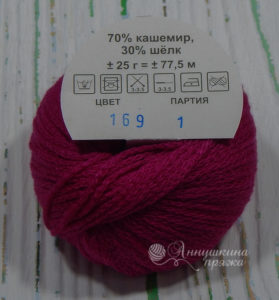 70% кашемир,
30% шёлк
± 25 г = ± 77,5 м
ЦВЕТ ПАРТИЯ
169 1
Аннушкина
пряжа